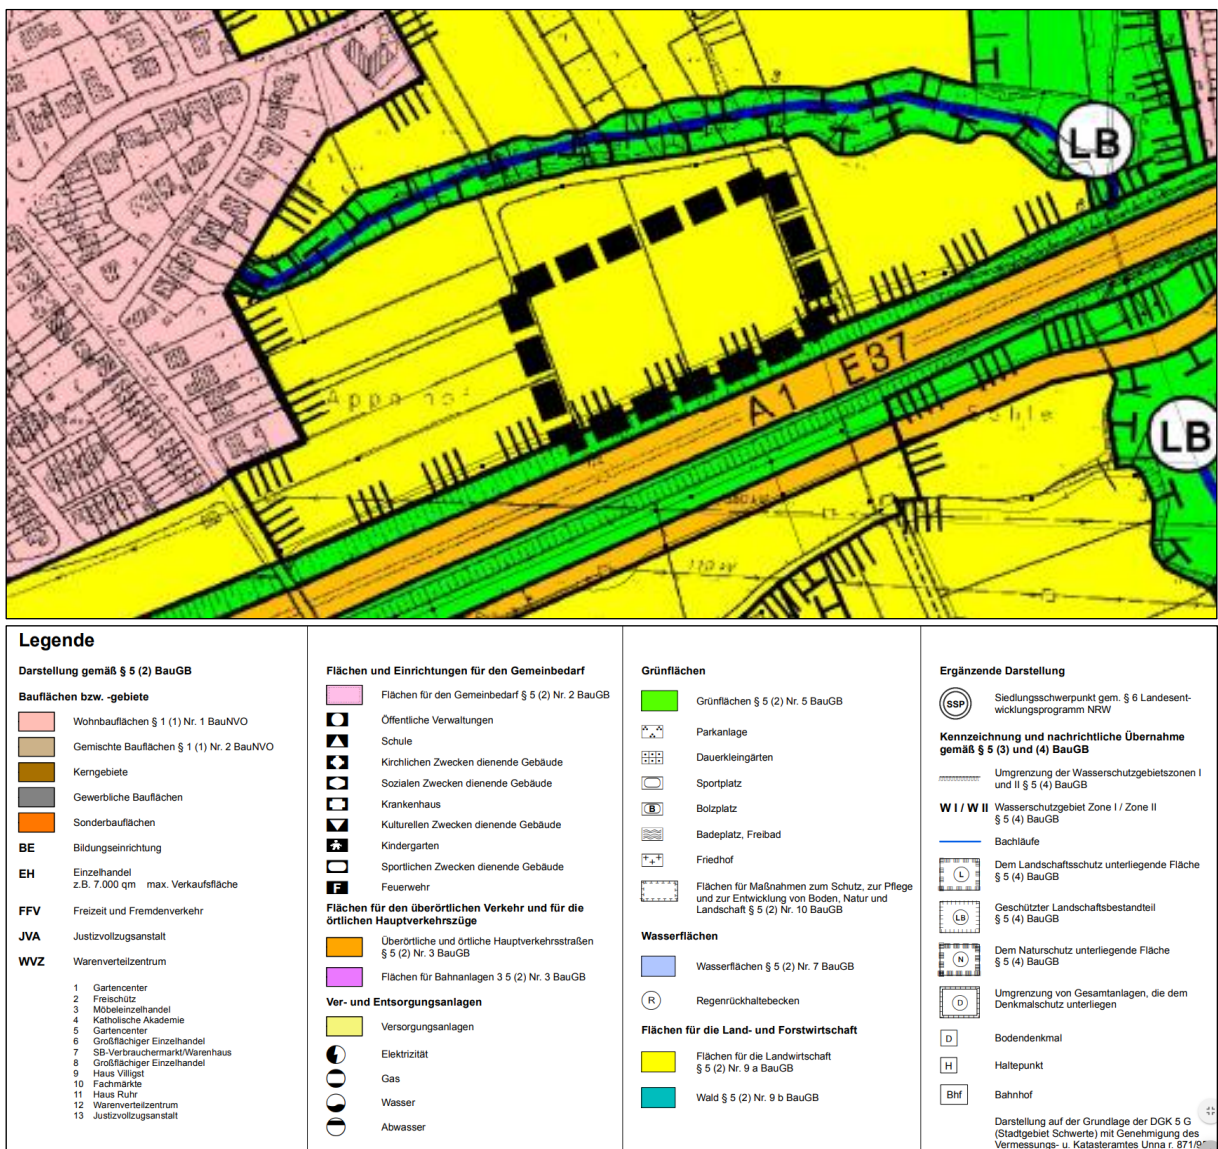 LB
A1 E37
LB
110 kV
Legende
Darstellung gemäß § 5 (2) BauGB
Bauflächen bzw. -gebiete
Wohnbauflächen § 1 (1) Nr. 1 BauNVO
Gemischte Bauflächen § 1 (1) Nr. 2 BauNVO
Kerngebiete
Gewerbliche Bauflächen
Sonderbauflächen
BE Bildungseinrichtung
EH Einzelhandel
z.B. 7.000 qm max. Verkaufsfläche
FFV Freizeit und Fremdenverkehr
JVA Justizvollzugsanstalt
WVZ Warenverteilzentrum
1 Gartencenter
2 Freischütz
3 Möbeleinzelhandel
4 Katholische Akademie
5 Gartencenter
6 Großflächiger Einzelhandel
7 SB-Verbrauchermarkt/Warenhaus
8 Großflächiger Einzelhandel
9 Haus Villigst
10 Fachmärkte
11 Haus Ruhr
12 Warenverteilzentrum
13 Justizvollzugsanstalt
Flächen und Einrichtungen für den Gemeinbedarf
Flächen für den Gemeinbedarf § 5 (2) Nr. 2 BauGB
Öffentliche Verwaltungen
Schule
Kirchlichen Zwecken dienende Gebäude
Sozialen Zwecken dienende Gebäude
Krankenhaus
Kulturellen Zwecken dienende Gebäude
Kindergarten
Sportlichen Zwecken dienende Gebäude
F Feuerwehr
Flächen für den überörtlichen Verkehr und für die
örtlichen Hauptverkehrszüge
Überörtliche und örtliche Hauptverkehrsstraßen
§ 5 (2) Nr. 3 BauGB
Flächen für Bahnanlagen 3 5 (2) Nr. 3 BauGB
Ver- und Entsorgungsanlagen
Versorgungsanlagen
Elektrizität
Gas
Wasser
Abwasser
Grünflächen
Grünflächen § 5 (2) Nr. 5 BauGB
Parkanlage
Dauerkleingärten
Sportplatz
B Bolzplatz
Badeplatz, Freibad
Friedhof
Flächen für Maßnahmen zum Schutz, zur Pflege
und zur Entwicklung von Boden, Natur und
Landschaft § 5 (2) Nr. 10 BauGB
Wasserflächen
Wasserflächen § 5 (2) Nr. 7 BauGB
R Regenrückhaltebecken
Flächen für die Land- und Forstwirtschaft
Flächen für die Landwirtschaft
§ 5 (2) Nr. 9 a BauGB
Wald § 5 (2) Nr. 9 b BauGB
Ergänzende Darstellung
SSP Siedlungsschwerpunkt gem. § 6 Landesent-
wicklungsprogramm NRW
Kennzeichnung und nachrichtliche Übernahme
gemäß § 5 (3) und (4) BauGB
Umgrenzung der Wasserschutzgebietszonen I
und II § 5 (4) BauGB
W I / W II Wasserschutzgebiet Zone I / Zone II
§ 5 (4) BauGB
Bachläufe
L Dem Landschaftsschutz unterliegende Fläche
§ 5 (4) BauGB
LB Geschützter Landschaftsbestandteil
§ 5 (4) BauGB
N Dem Naturschutz unterliegende Fläche
§ 5 (4) BauGB
D Umgrenzung von Gesamtanlagen, die dem
Denkmalschutz unterliegen
D Bodendenkmal
H Haltepunkt
Bhf Bahnhof
Darstellung auf der Grundlage der DGK 5 G
(Stadtgebiet Schwerte) mit Genehmigung des
Vermessungs- u. Katasteramtes Unna r. 871/9